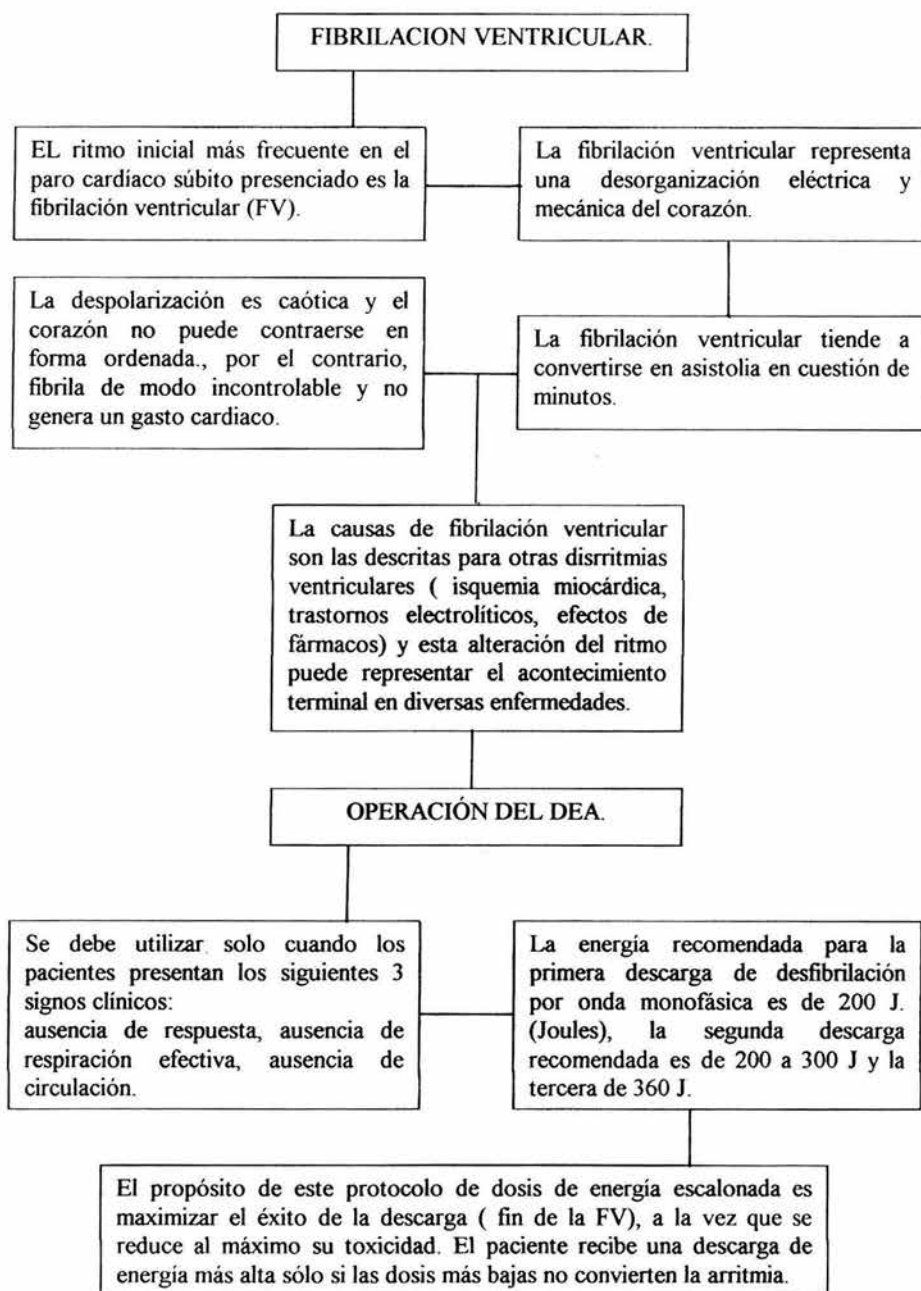 FIBRILACION VENTRICULAR.
EL ritmo inicial más frecuente en el
paro cardíaco súbito presenciado es la
fibrilación ventricular (FV).
La fibrilación ventricular representa
una desorganización eléctrica y
mecánica del corazón.
La despolarización es caótica y el
corazón no puede contraerse en
forma ordenada., por el contrario,
fibrila de modo incontrolable y no
genera un gasto cardiaco.
La fibrilación ventricular tiende a
convertirse en asistolia en cuestión de
minutos.
La causas de fibrilación ventricular
son las descritas para otras disrritmias
ventriculares ( isquemia miocárdica,
trastornos electrolíticos, efectos de
fármacos) y esta alteración del ritmo
puede representar el acontecimiento
terminal en diversas enfermedades.
OPERACIÓN DEL DEA.
Se debe utilizar solo cuando los
pacientes presentan los siguientes 3
signos clínicos:
ausencia de respuesta, ausencia de
respiración efectiva, ausencia de
circulación.
La energía recomendada para la
primera descarga de desfibrilación
por onda monofásica es de 200 J.
(Joules), la segunda descarga
recomendada es de 200 a 300 J y la
tercera de 360 J.
El propósito de este protocolo de dosis de energía escalonada es
maximizar el éxito de la descarga ( fin de la FV), a la vez que se
reduce al máximo su toxicidad. El paciente recibe una descarga de
energía más alta sólo si las dosis más bajas no convierten la arritmia.